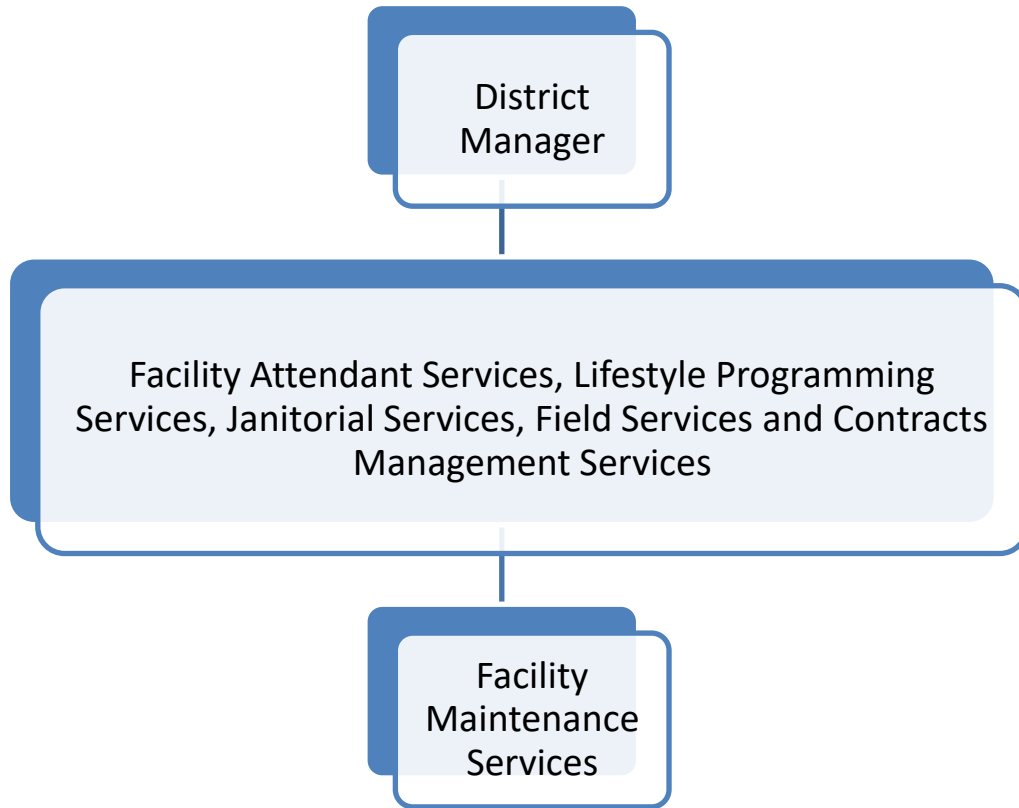 District
Manager
Facility Attendant Services, Lifestyle Programming
Services, Janitorial Services, Field Services and Contracts
Management Services
Facility
Maintenance
Services